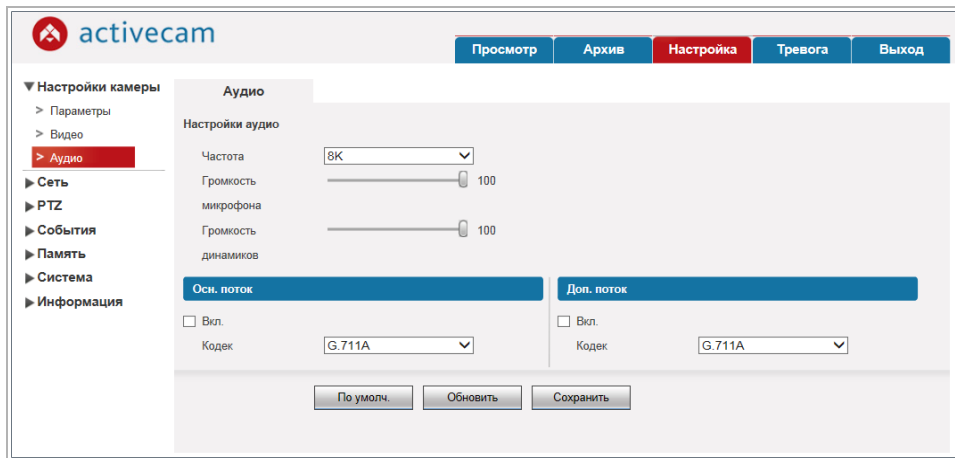 activecam
Просмотр Архив Настройка Тревога Выход
Настройки камеры
> Параметры
> Видео
> Аудио
Сеть
PTZ
События
Память
Система
Информация
Аудио
Настройки аудио
Частота 8K
Громкость 100
микрофона
Громкость 100
динамиков
Осн. поток
Вкл.
Кодек G.711A
Доп. поток
Вкл.
Кодек G.711A
По умолч. Обновить Сохранить